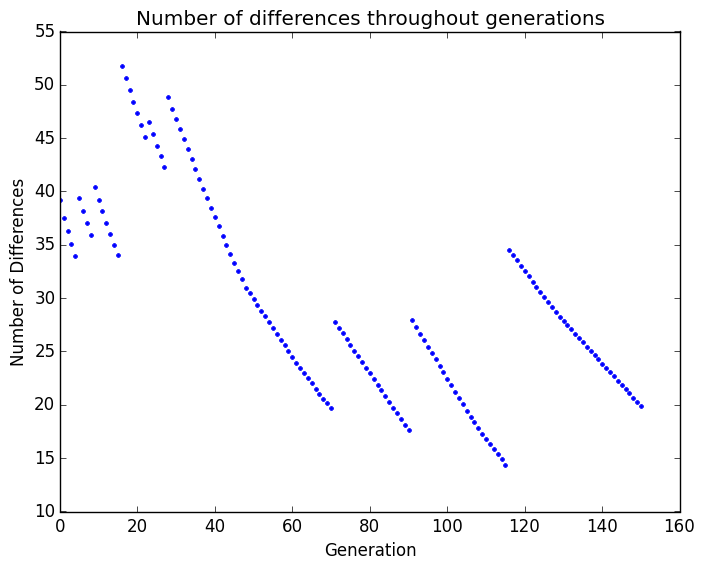 Number of differences throughout generations
55
50
45
40
35
30
25
20
15
10
Number of Differences
0 20 40 60 80 100 120 140 160
Generation